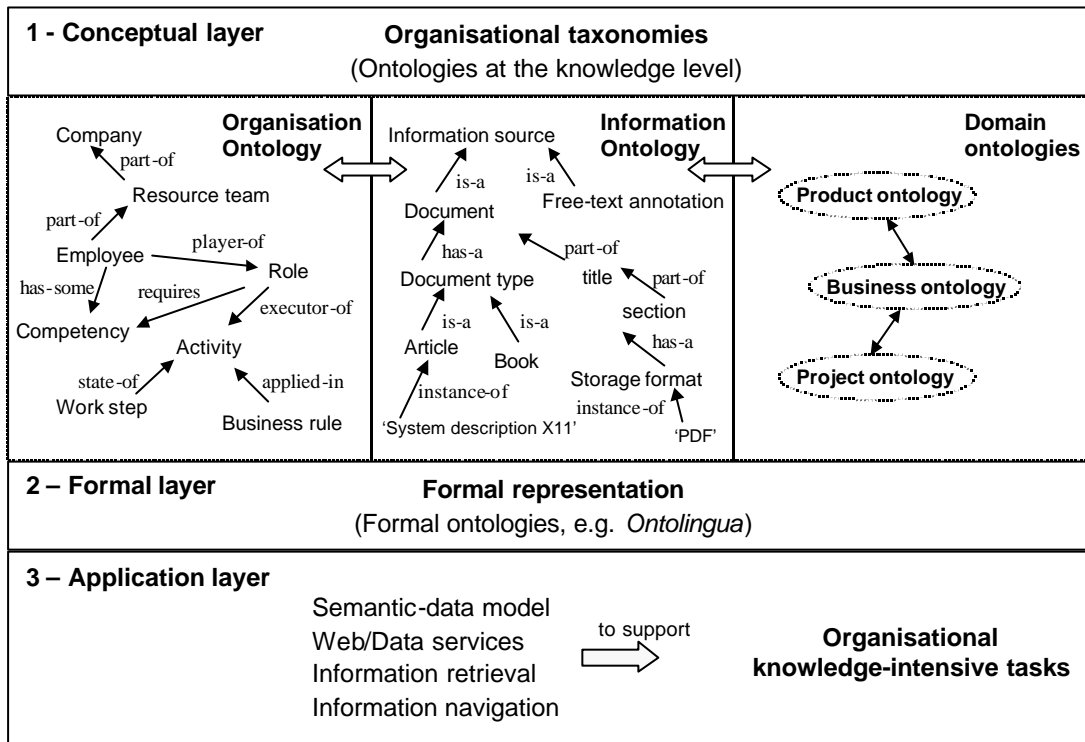 1 - Conceptual layer
Organisational taxonomies
(Ontologies at the knowledge level)
Organisation
Ontology
Company
part-of
Resource team
part-of
Employee
player-of
Role
has-some
requires
executor-of
Competency
Activity
state-of
applied-in
Work step
Business rule
Information
Ontology
Information source
is-a
is-a
Free-text annotation
Document
has-a
part-of
title
Document type
part-of
section
is-a
is-a
Article
Book
has-a
Storage format
instance-of
instance-of
'System description X11'
'PDF'
Domain
ontologies
Product ontology
Business ontology
Project ontology
2 – Formal layer
Formal representation
(Formal ontologies, e.g. Ontolingua)
3 – Application layer
Semantic-data model
Web/Data services
Information retrieval
Information navigation
to support
Organisational
knowledge-intensive tasks